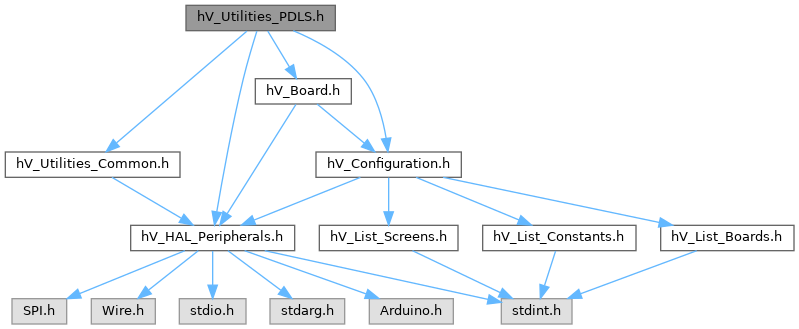 hV_Utilities_PDLS.h
hV_Board.h
hV_Utilities_Common.h
hV_Configuration.h
hV_HAL_Peripherals.h
hV_List_Screens.h
hV_List_Constants.h
hV_List_Boards.h
SPI.h
Wire.h
stdio.h
stdarg.h
Arduino.h
stdint.h